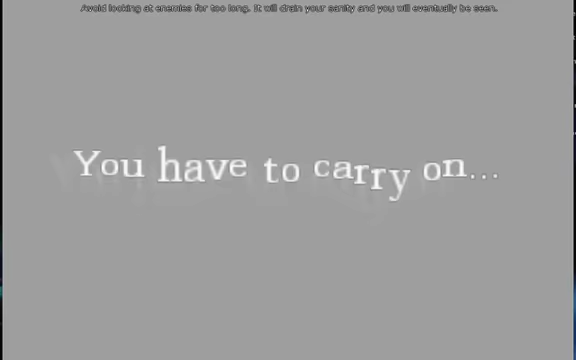 Avoid looking at enemies for too long. It will drain your sanity and you will eventually be seen.
You have to carry on...